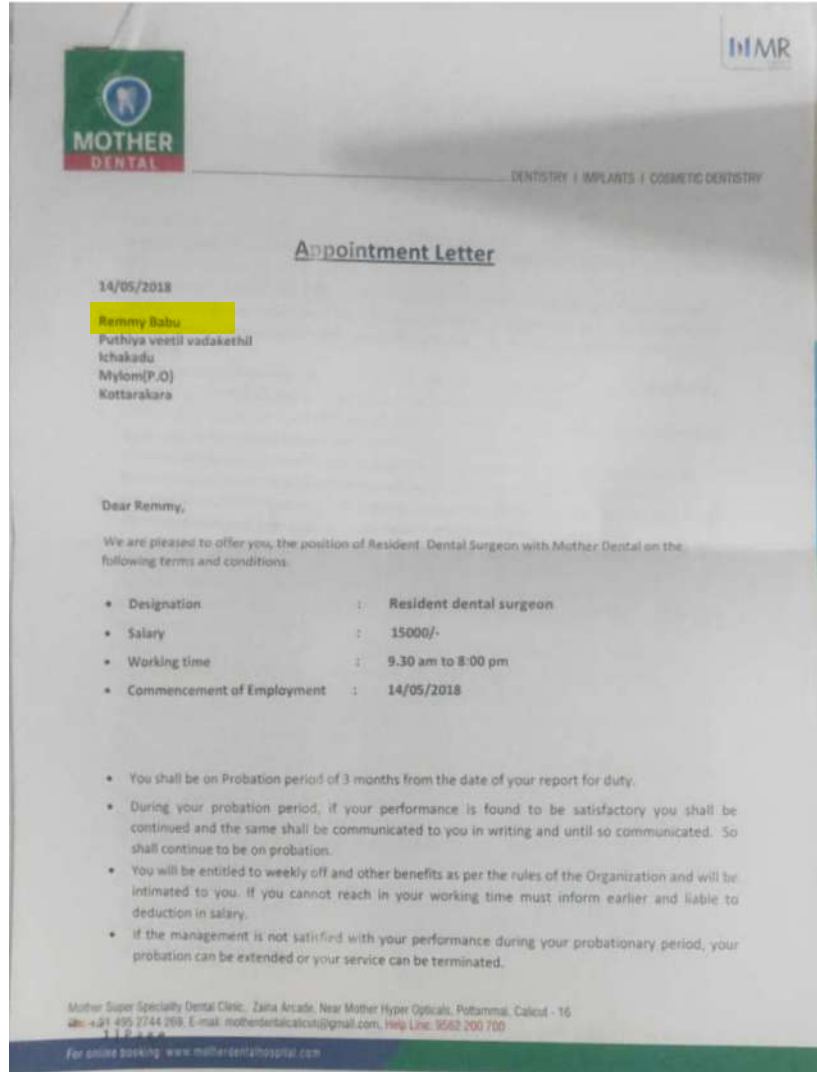 MR
MOTHER
DENTAL
DENTISTRY I IMPLANTS I COSMETIC DENTISTRY
Appointment Letter
14/05/2018
Remmy Babu
Puthiya veetil vadakethil
Ichakadu
Mylom(P.O)
Kottarakara
Dear Remmy,
We are pleased to offer you, the position of Resident Dental Surgeon with Mother Dental on the
following terms and conditions.
• Designation : Resident dental surgeon
• Salary : 15000/-
• Working time : 9.30 am to 8:00 pm
• Commencement of Employment : 14/05/2018
• You shall be on Probation period of 3 months from the date of your report for duty.
• During your probation period, if your performance is found to be satisfactory you shall be
continued and the same shall be communicated to you in writing and until so communicated. So
shall continue to be on probation.
• You will be entitled to weekly off and other benefits as per the rules of the Organization and will be
intimated to you. If you cannot reach in your working time must inform earlier and liable to
deduction in salary.
• If the management is not satisfied with your performance during your probationary period, your
probation can be extended or your service can be terminated.
Mother Super Speciality Dental Clinic, Zaina Arcade, Near Mother Hyper Opticals, Pottammal, Calicut - 16
+91 495 2744 269, E-mail: motherdentalcalicut@gmail.com, Help Line: 9562 200 700
1 | P a g e
For online booking: www.motherdentalhospital.com